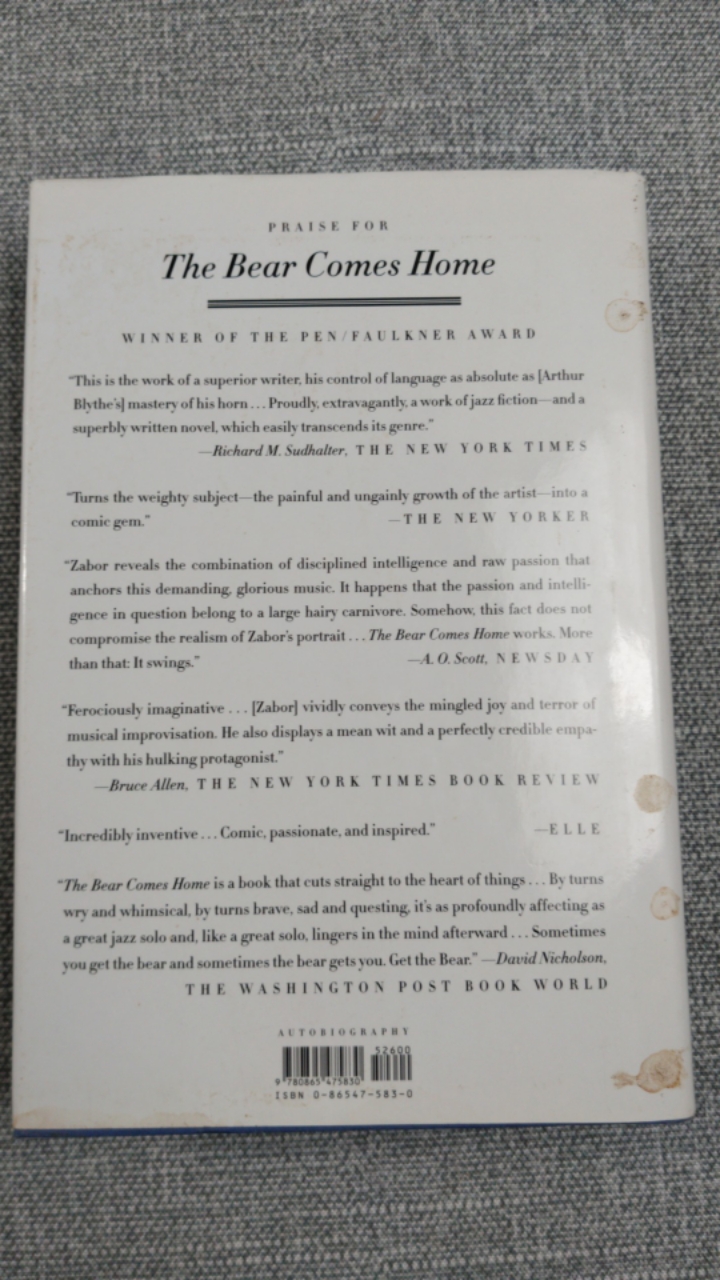 PRAISE FOR
The Bear Comes Home
WINNER OF THE PEN/FAULKNER AWARD
"This is the work of a superior writer, his control of language as absolute as [Arthur
Blythe's] mastery of his horn ... Proudly, extravagantly, a work of jazz fiction—and a
superbly written novel, which easily transcends its genre."
—Richard M. Sudhalter, THE NEW YORK TIMES
"Turns the weighty subject—the painful and ungainly growth of the artist—into a
comic gem." —THE NEW YORKER
"Zabor reveals the combination of disciplined intelligence and raw passion that
anchors this demanding, glorious music. It happens that the passion and intelli-
gence in question belong to a large hairy carnivore. Somehow, this fact does not
compromise the realism of Zabor's portrait ... The Bear Comes Home works. More
than that: It swings." —A. O. Scott, NEWSDAY
"Ferociously imaginative ... [Zabor] vividly conveys the mingled joy and terror of
musical improvisation. He also displays a mean wit and a perfectly credible empa-
thy with his hulking protagonist."
—Bruce Allen, THE NEW YORK TIMES BOOK REVIEW
"Incredibly inventive ... Comic, passionate, and inspired." —ELLE
"The Bear Comes Home is a book that cuts straight to the heart of things ... By turns
wry and whimsical, by turns brave, sad and questing, it's as profoundly affecting as
a great jazz solo and, like a great solo, lingers in the mind afterward ... Sometimes
you get the bear and sometimes the bear gets you. Get the Bear." —David Nicholson,
THE WASHINGTON POST BOOK WORLD
AUTOBIOGRAPHY
52600
9 780865 475830
ISBN 0-86547-583-0